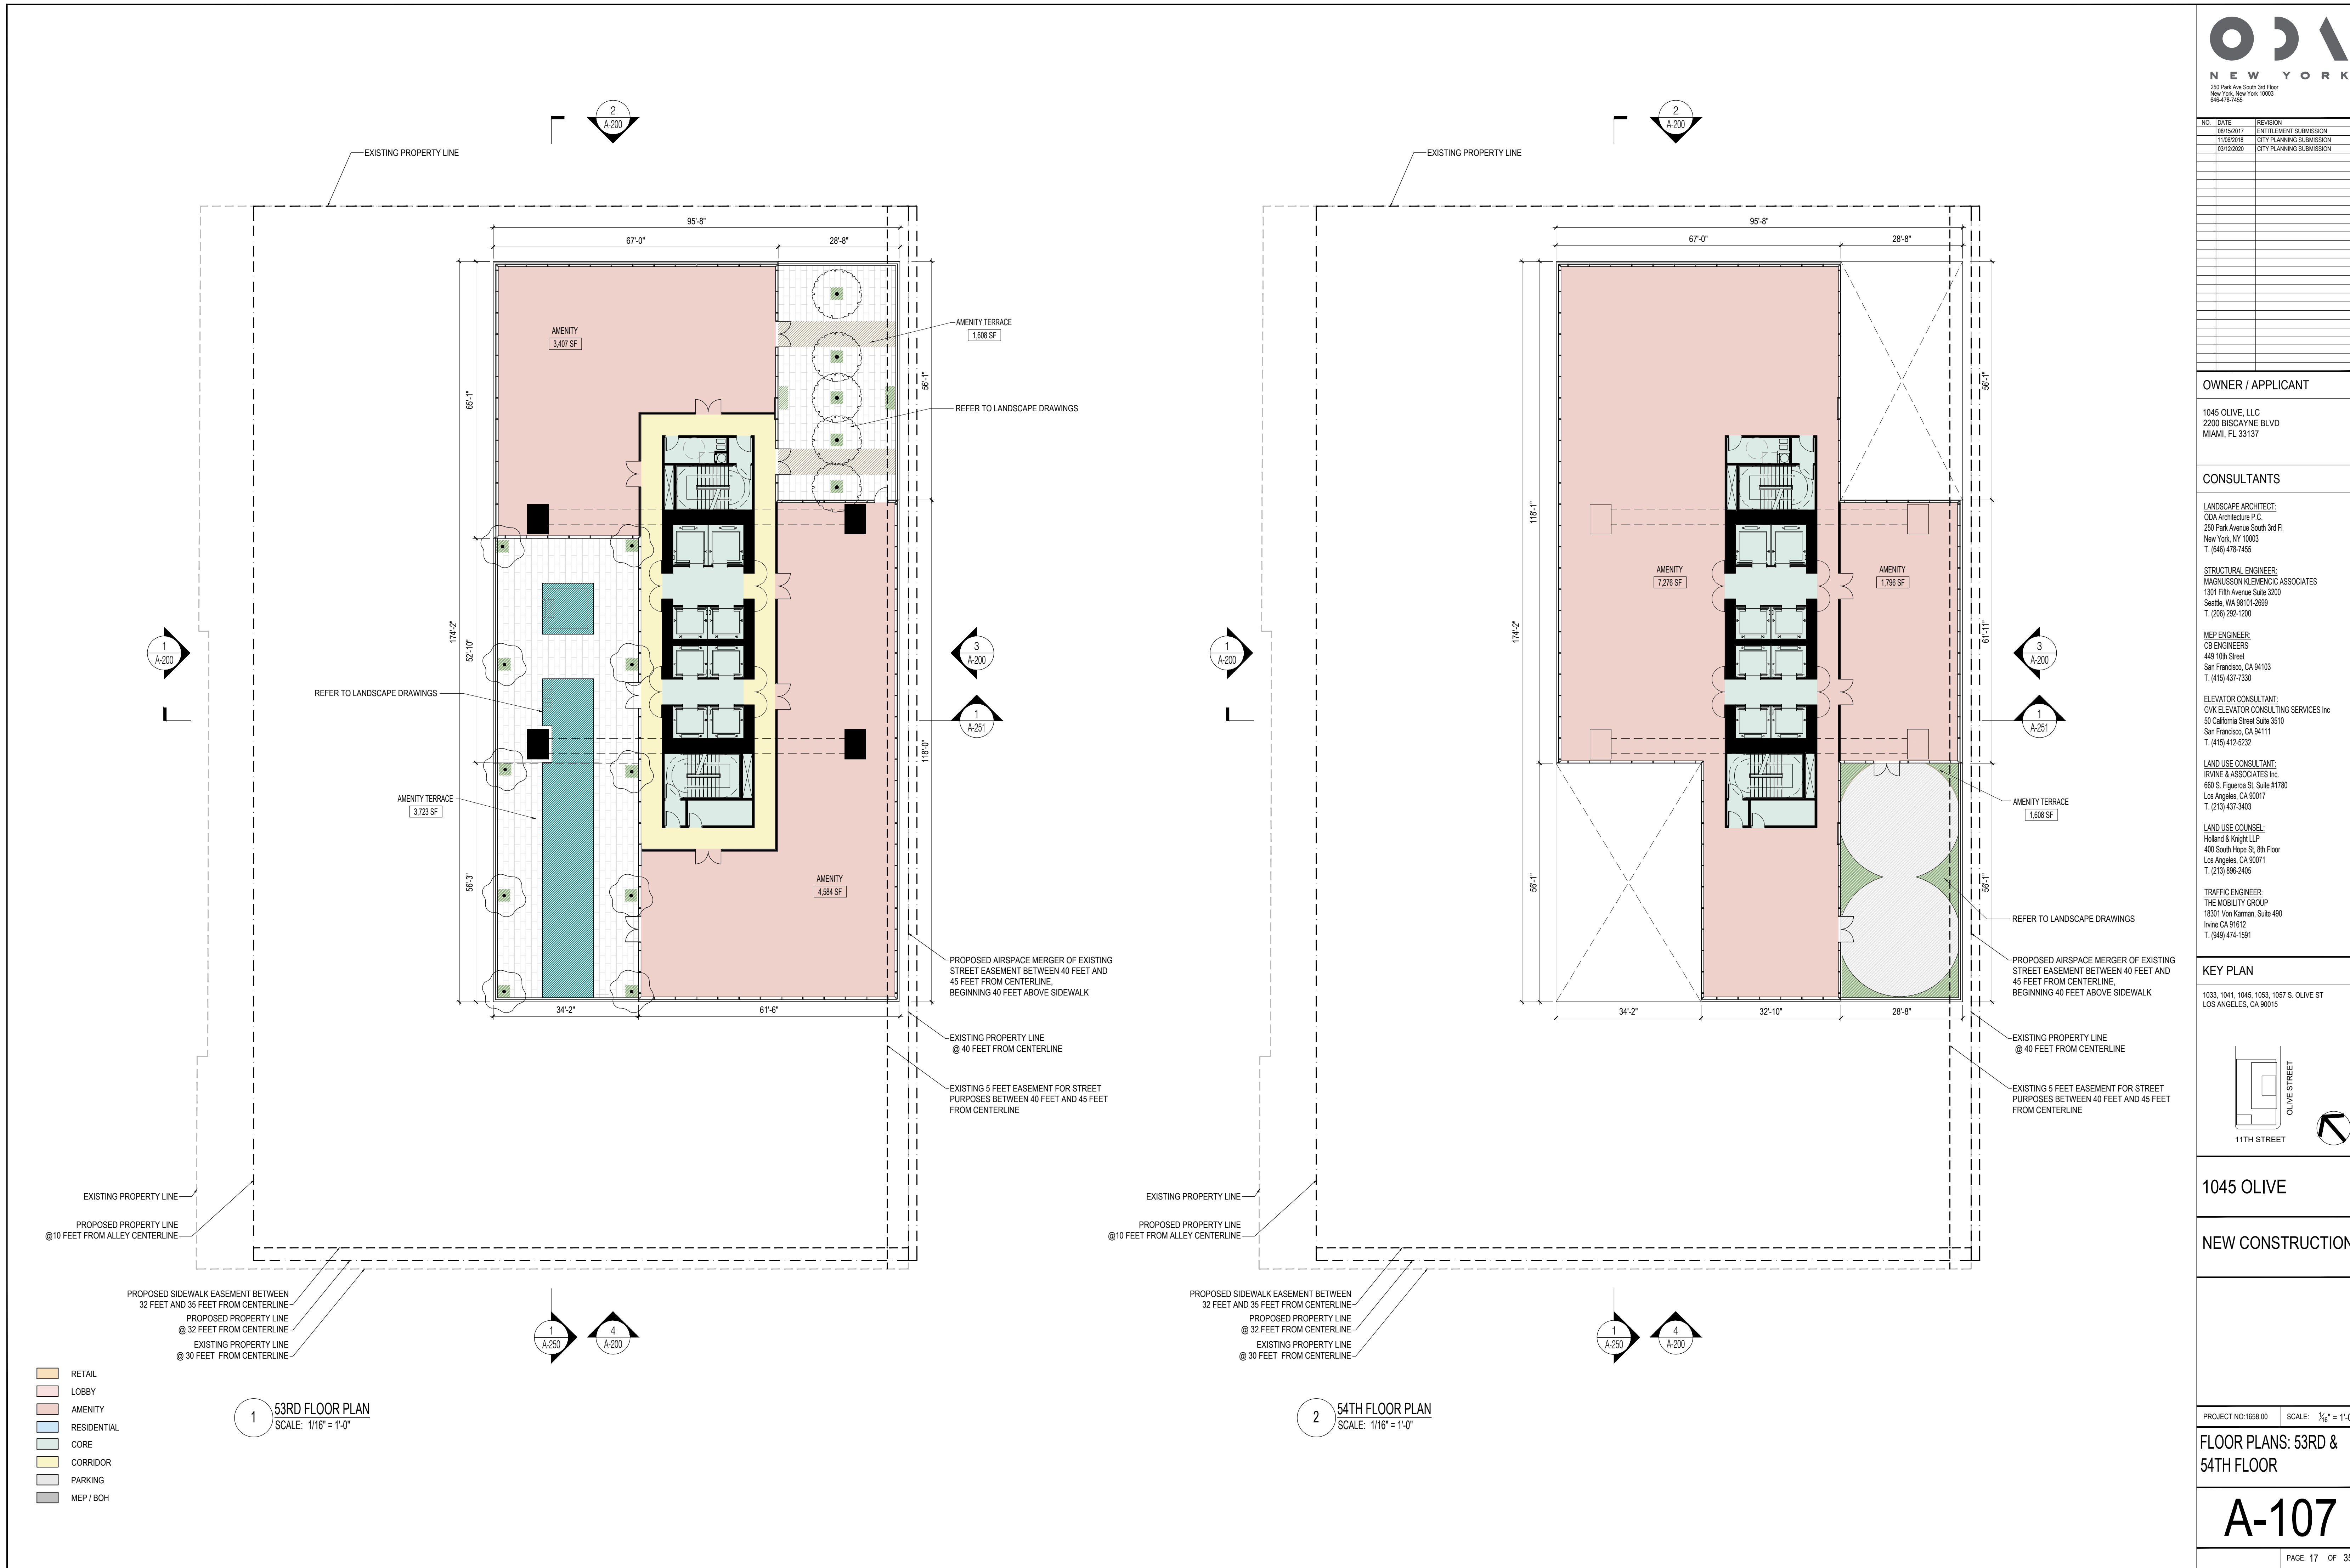 2
A-200
EXISTING PROPERTY LINE
95'-8"
67'-0"
28'-8"
AMENITY
3,407 SF
AMENITY TERRACE
1,608 SF
REFER TO LANDSCAPE DRAWINGS
56'-1"
65'-1"
174'-2"
52'-10"
56'-3"
118'-0"
1
A-200
3
A-200
1
A-251
REFER TO LANDSCAPE DRAWINGS
AMENITY TERRACE
3,723 SF
AMENITY
4,584 SF
34'-2"
61'-6"
PROPOSED AIRSPACE MERGER OF EXISTING
STREET EASEMENT BETWEEN 40 FEET AND
45 FEET FROM CENTERLINE,
BEGINNING 40 FEET ABOVE SIDEWALK
EXISTING PROPERTY LINE
@ 40 FEET FROM CENTERLINE
EXISTING 5 FEET EASEMENT FOR STREET
PURPOSES BETWEEN 40 FEET AND 45 FEET
FROM CENTERLINE
EXISTING PROPERTY LINE
PROPOSED PROPERTY LINE
@10 FEET FROM ALLEY CENTERLINE
PROPOSED SIDEWALK EASEMENT BETWEEN
32 FEET AND 35 FEET FROM CENTERLINE
PROPOSED PROPERTY LINE
@ 32 FEET FROM CENTERLINE
EXISTING PROPERTY LINE
@ 30 FEET FROM CENTERLINE
1
A-250
4
A-200
RETAIL
LOBBY
AMENITY
RESIDENTIAL
CORE
CORRIDOR
PARKING
MEP / BOH
1
53RD FLOOR PLAN
SCALE: 1/16" = 1'-0"
2
A-200
EXISTING PROPERTY LINE
95'-8"
67'-0"
28'-8"
56'-1"
118'-1"
174'-2"
56'-1"
61'-11"
56'-1"
AMENITY
7,276 SF
AMENITY
1,796 SF
1
A-200
3
A-200
1
A-251
AMENITY TERRACE
1,608 SF
REFER TO LANDSCAPE DRAWINGS
34'-2"
32'-10"
28'-8"
PROPOSED AIRSPACE MERGER OF EXISTING
STREET EASEMENT BETWEEN 40 FEET AND
45 FEET FROM CENTERLINE,
BEGINNING 40 FEET ABOVE SIDEWALK
EXISTING PROPERTY LINE
@ 40 FEET FROM CENTERLINE
EXISTING 5 FEET EASEMENT FOR STREET
PURPOSES BETWEEN 40 FEET AND 45 FEET
FROM CENTERLINE
EXISTING PROPERTY LINE
PROPOSED PROPERTY LINE
@10 FEET FROM ALLEY CENTERLINE
PROPOSED SIDEWALK EASEMENT BETWEEN
32 FEET AND 35 FEET FROM CENTERLINE
PROPOSED PROPERTY LINE
@ 32 FEET FROM CENTERLINE
EXISTING PROPERTY LINE
@ 30 FEET FROM CENTERLINE
1
A-250
4
A-200
2
54TH FLOOR PLAN
SCALE: 1/16" = 1'-0"
ODA
NEW YORK
250 Park Ave South 3rd Floor
New York, New York 10003
646-478-7455
NO. DATE REVISION
08/15/2017 ENTITLEMENT SUBMISSION
11/06/2018 CITY PLANNING SUBMISSION
03/12/2020 CITY PLANNING SUBMISSION
OWNER / APPLICANT
1045 OLIVE, LLC
2200 BISCAYNE BLVD
MIAMI, FL 33137
CONSULTANTS
LANDSCAPE ARCHITECT:
ODA Architecture P.C.
250 Park Avenue South 3rd Fl
New York, NY 10003
T. (646) 478-7455
STRUCTURAL ENGINEER:
MAGNUSSON KLEMENCIC ASSOCIATES
1301 Fifth Avenue Suite 3200
Seattle, WA 98101-2699
T. (206) 292-1200
MEP ENGINEER:
CB ENGINEERS
449 10th Street
San Francisco, CA 94103
T. (415) 437-7330
ELEVATOR CONSULTANT:
GVK ELEVATOR CONSULTING SERVICES Inc
50 California Street Suite 3510
San Francisco, CA 94111
T. (415) 412-5232
LAND USE CONSULTANT:
IRVINE & ASSOCIATES Inc.
660 S. Figueroa St, Suite #1780
Los Angeles, CA 90017
T. (213) 437-3403
LAND USE COUNSEL:
Holland & Knight LLP
400 South Hope St, 8th Floor
Los Angeles, CA 90071
T. (213) 896-2405
TRAFFIC ENGINEER:
THE MOBILITY GROUP
18301 Von Karman, Suite 490
Irvine CA 91612
T. (949) 474-1591
KEY PLAN
1033, 1041, 1045, 1053, 1057 S. OLIVE ST
LOS ANGELES, CA 90015
OLIVE STREET
11TH STREET
1045 OLIVE
NEW CONSTRUCTION
PROJECT NO:1658.00 SCALE: 1/16" = 1'-0
FLOOR PLANS: 53RD &
54TH FLOOR
A-107
PAGE: 17 OF 35